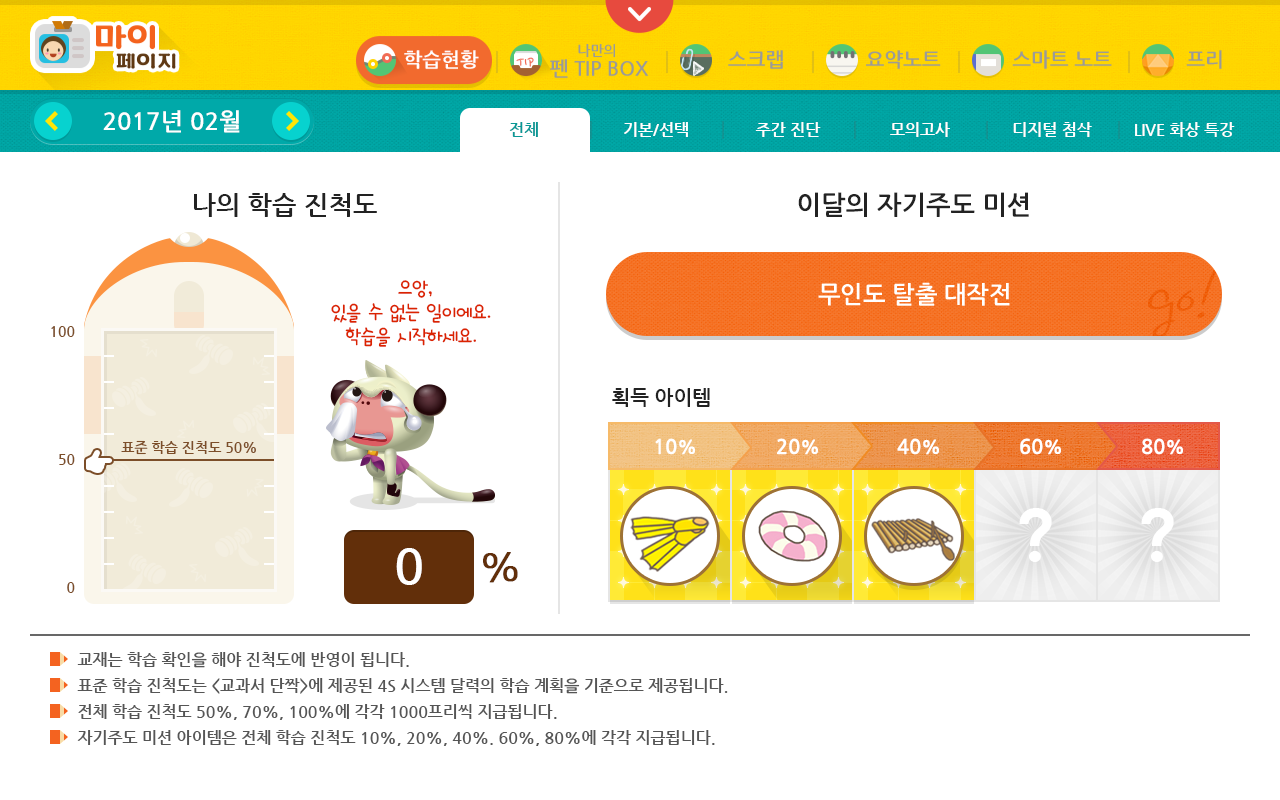 마이
페이지
학습현황
TIP
나만의
펜 TIP BOX
스크랩
요약노트
스마트 노트
프리
2017년 02월
전체
기본/선택
주간 진단
모의고사
디지털 첨삭
LIVE 화상 특강
나의 학습 진척도
100
표준 학습 진척도 50%
50
0
으앙,
있을 수 없는 일이에요.
학습을 시작하세요.
0 %
이달의 자기주도 미션
무인도 탈출 대작전
go!
획득 아이템
10% 20% 40% 60% 80%
? ?
교재는 학습 확인을 해야 진척도에 반영이 됩니다.
표준 학습 진척도는 <교과서 단짝>에 제공된 4S 시스템 달력의 학습 계획을 기준으로 제공됩니다.
전체 학습 진척도 50%, 70%, 100%에 각각 1000프리씩 지급됩니다.
자기주도 미션 아이템은 전체 학습 진척도 10%, 20%, 40%. 60%, 80%에 각각 지급됩니다.